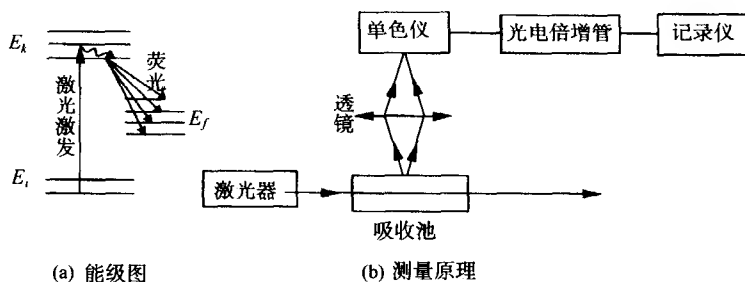 E_k
激光激发
荧光
E_f
E_i
单色仪
光电倍增管
记录仪
透镜
激光器
吸收池
(a) 能级图
(b) 测量原理